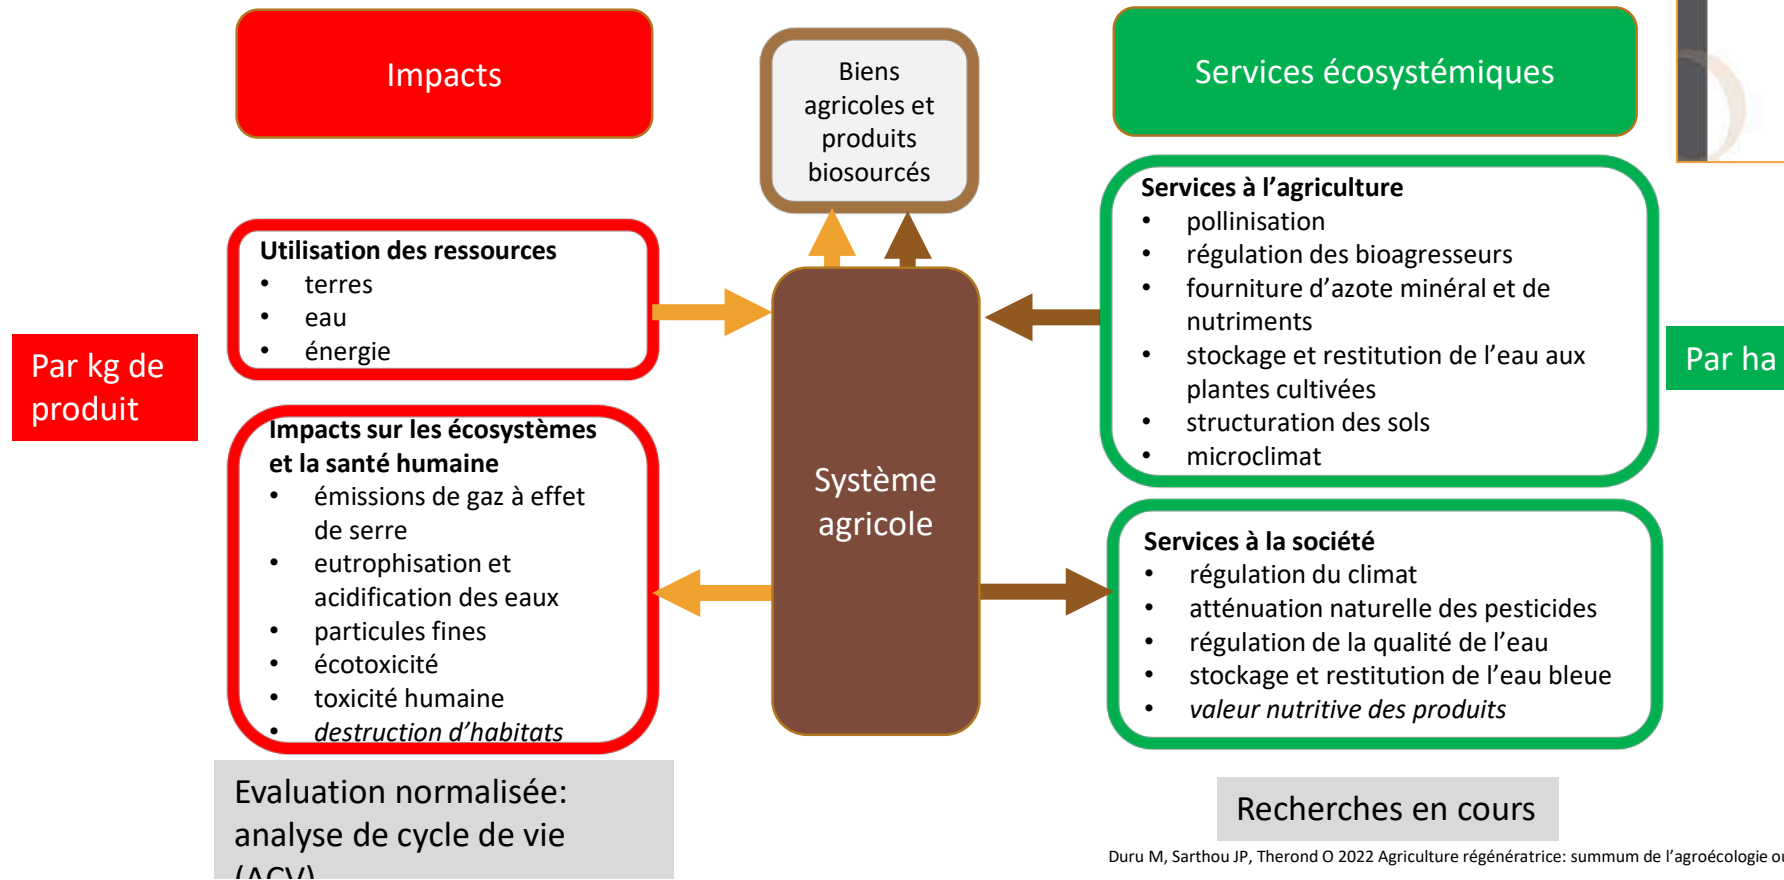 Impacts
Biens
agricoles et
produits
biosourcés
Services écosystémiques
Utilisation des ressources
• terres
• eau
• énergie
Par kg de
produit
Impacts sur les écosystèmes
et la santé humaine
• émissions de gaz à effet
de serre
• eutrophisation et
acidification des eaux
• particules fines
• écotoxicité
• toxicité humaine
• destruction d’habitats
Système
agricole
Services à l’agriculture
• pollinisation
• régulation des bioagresseurs
• fourniture d’azote minéral et de
nutriments
• stockage et restitution de l’eau aux
plantes cultivées
• structuration des sols
• microclimat
Par ha
Services à la société
• régulation du climat
• atténuation naturelle des pesticides
• régulation de la qualité de l’eau
• stockage et restitution de l’eau bleue
• valeur nutritive des produits
Evaluation normalisée:
analyse de cycle de vie
(ACV)
Recherches en cours
Duru M, Sarthou JP, Therond O 2022 Agriculture régénératrice: summum de l’agroécologie ou